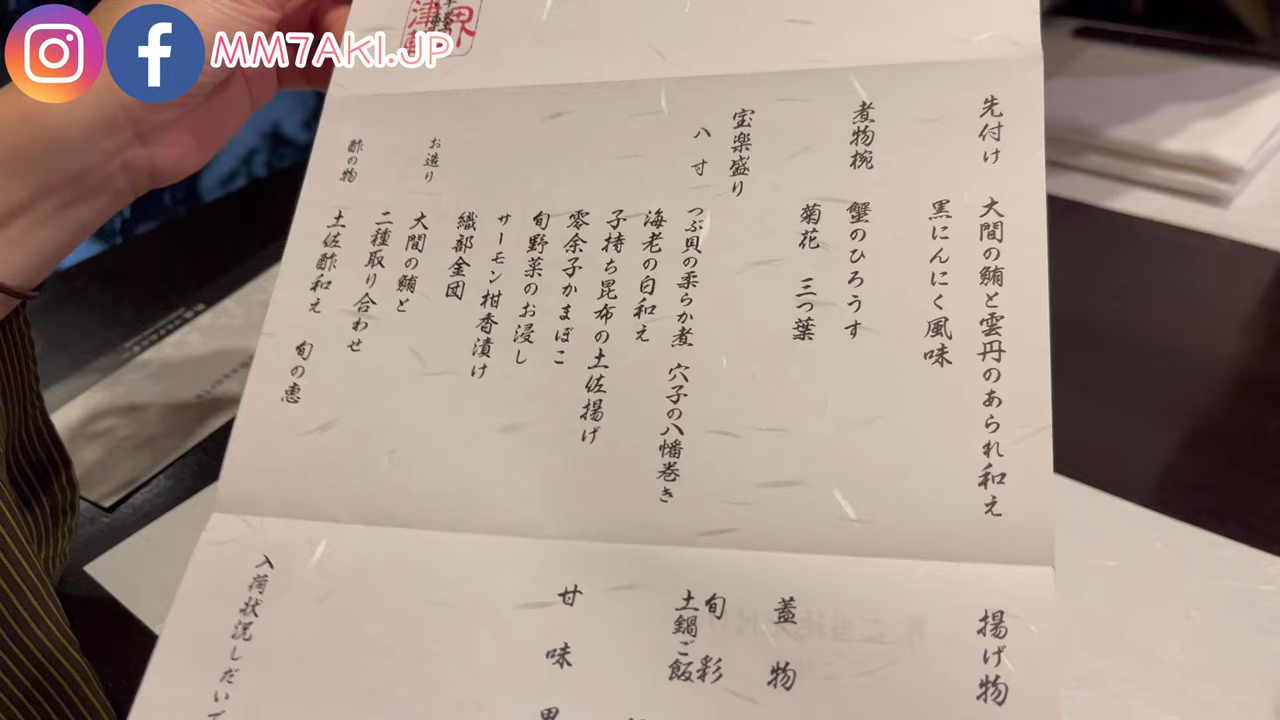 MM7AKI.JP
先付け 大間の鮪と雲丹のあられ和え
黒にんにく風味
煮物椀 蟹のひろうす
菊花 三つ葉
宝楽盛り
八寸 つぶ貝の柔らか煮 穴子の八幡巻き
海老の白和え
子持ち昆布の土佐揚げ
零余子かまぼこ
旬野菜のお浸し
サーモン柑香漬け
織部金団
お造り 大間の鮪と
二種取り合わせ
酢の物 土佐酢和え 旬の恵
揚げ物
蓋物
旬彩
土鍋ご飯
甘味
入荷状況しだいで